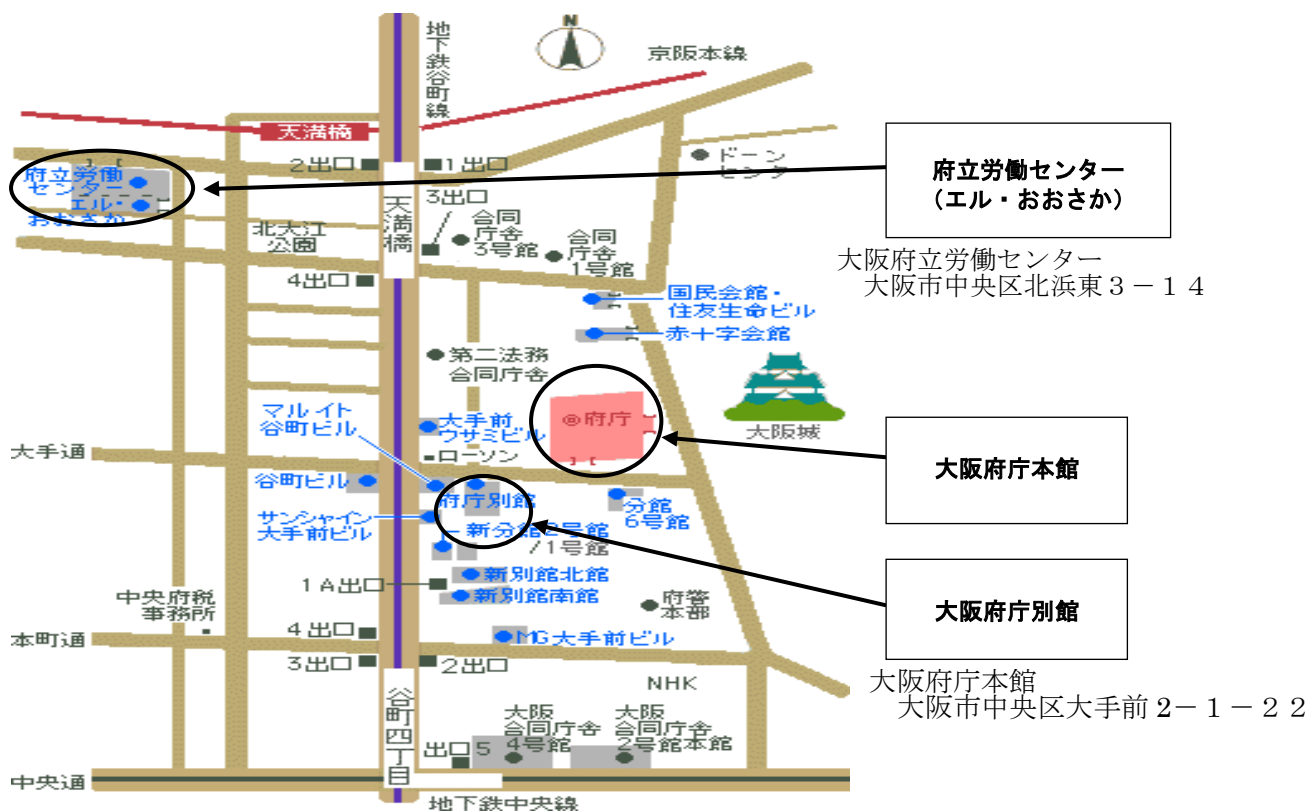 N
地下鉄谷町線
京阪本線
天満橋
2出口
1出口
ドーン
センター
府立労働
センター
エル・
おおさか
3出口
天満橋
北大江
公園
合同
庁舎
3号館
合同
庁舎
1号館
4出口
国民会館・
住友生命ビル
赤十字会館
第二法務
合同庁舎
マルイト
谷町ビル
大手前
ウサミビル
◎府庁
大阪城
大手通
ローソン
谷町ビル
府庁別館
分館
6号館
サンシャイン
大手前ビル
新分館2号館
/1号館
1A出口
新別館北館
新別館南館
中央府税
事務所
府警
本部
本町通
4出口
MG大手前ビル
3出口
2出口
NHK
谷町四丁目
大阪
合同庁舎
4号館
大阪
合同庁舎
2号館本館
出口5
中央通
地下鉄中央線
府立労働センター
(エル・おおさか)
大阪府立労働センター
大阪市中央区北浜東3-14
大阪府庁本館
大阪府庁別館
大阪府庁本館
大阪市中央区大手前2-1-22